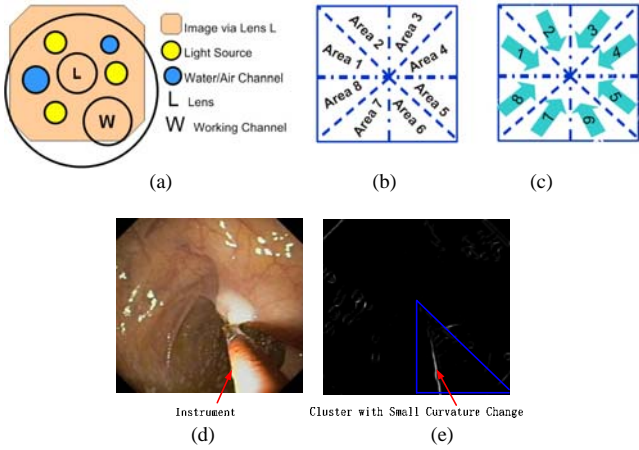 L
W
Image via Lens L
Light Source
Water/Air Channel
L Lens
W Working Channel
(a)
Area 1
Area 2
Area 3
Area 4
Area 5
Area 6
Area 7
Area 8
(b)
1
2
3
4
5
6
7
8
(c)
Instrument
(d)
Cluster with Small Curvature Change
(e)